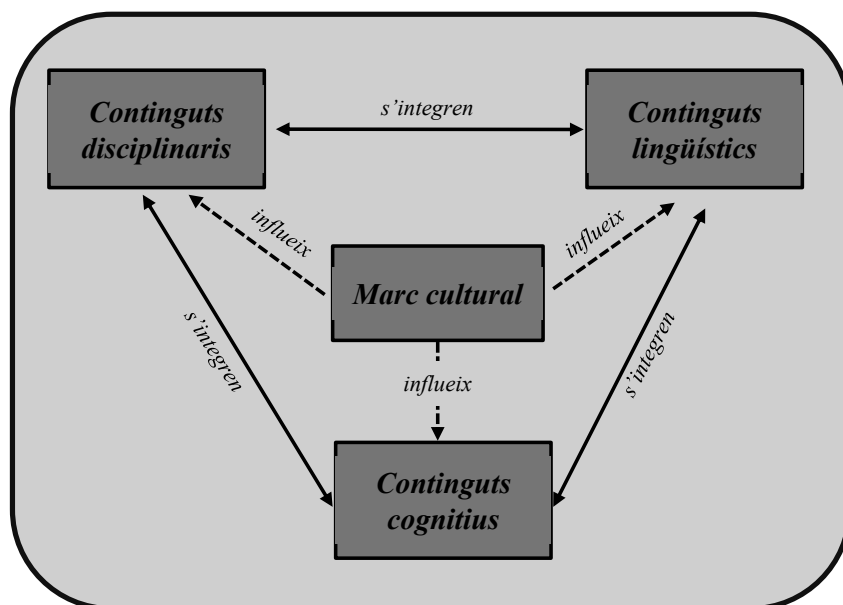 Continguts
disciplinaris
s’integren
Continguts
lingüístics
influeix
influeix
Marc cultural
s’integren
influeix
s’integren
Continguts
cognitius